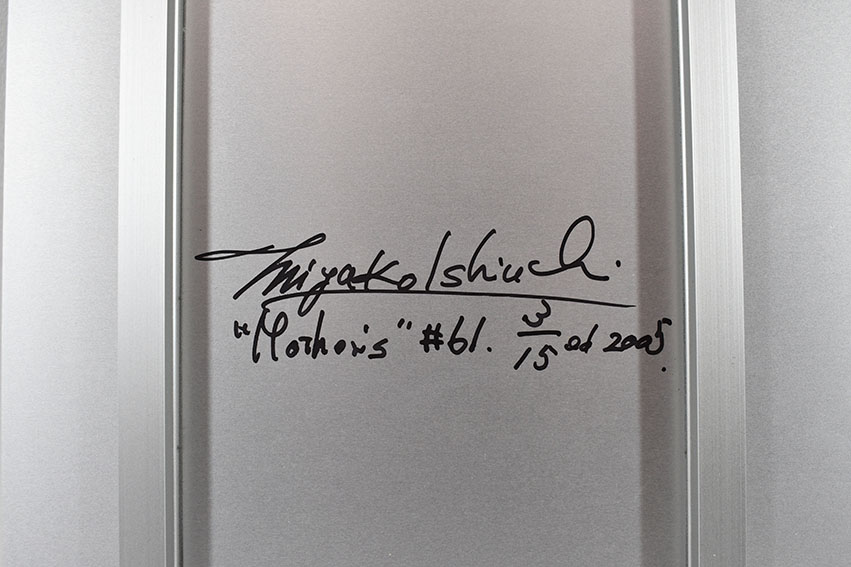 Miyako Ishiuchi.
"Mother's" #61. 3/15 ed 2005.